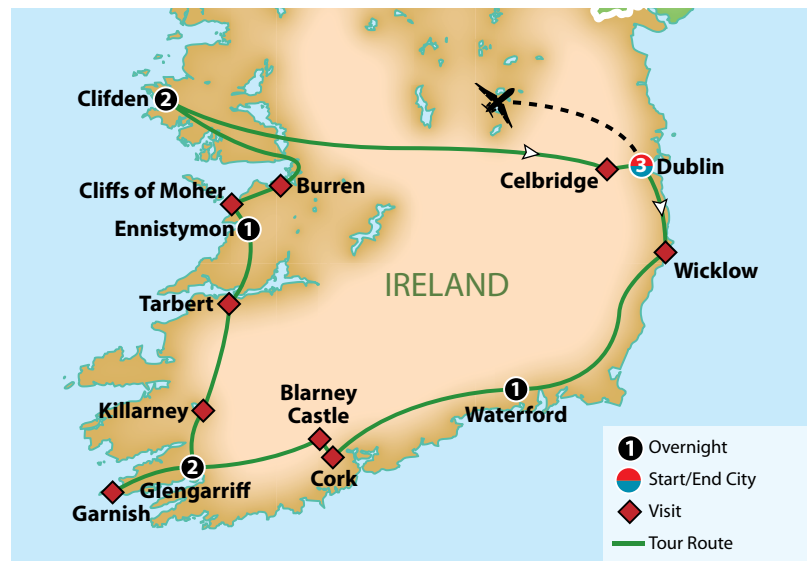 Clifden 2
Cliffs of Moher
Burren
Celbridge
3 Dublin
Ennistymon 1
Wicklow
IRELAND
Tarbert
Killarney
Blarney
Castle
1
Waterford
2
Glengarriff
Cork
Garnish
1 Overnight
Start/End City
Visit
Tour Route